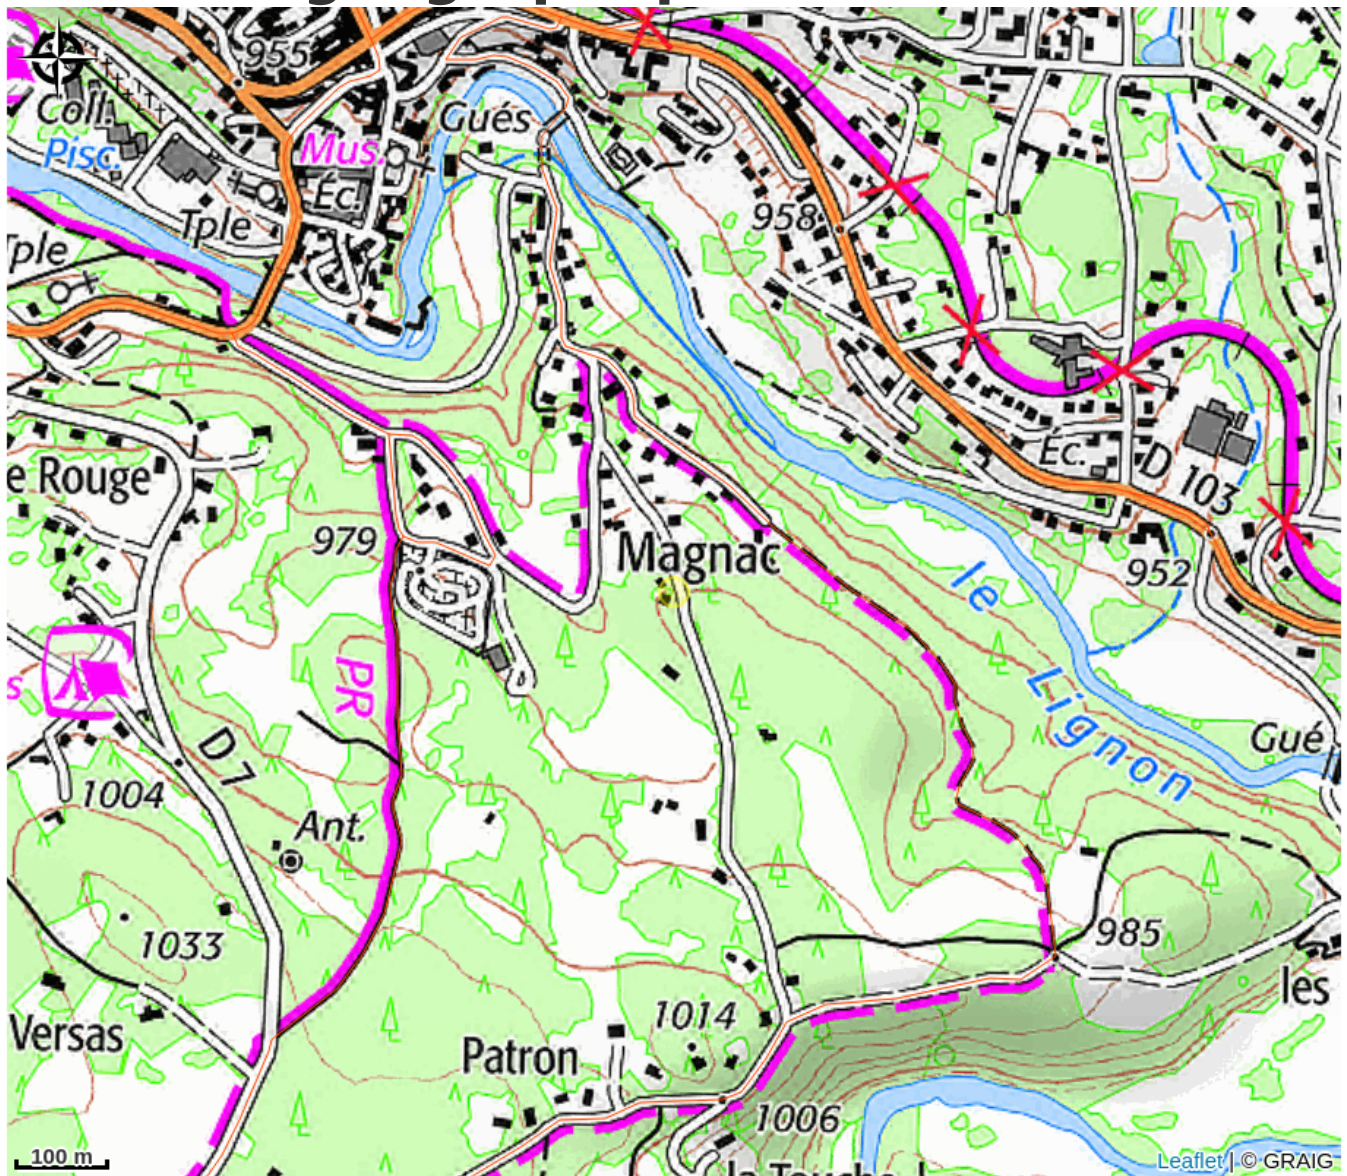 955
Coll.
Gués
Pisc.
Mus.
Éc.
Tple
958
Tple
Éc.
D 103
e Rouge
979
Magnac
952
le Lignon
PR
s
D 7
Gué
1004
Ant.
1033
985
les
Versas
1014
Patron
1006
100 m
Leaflet | © GRAIG